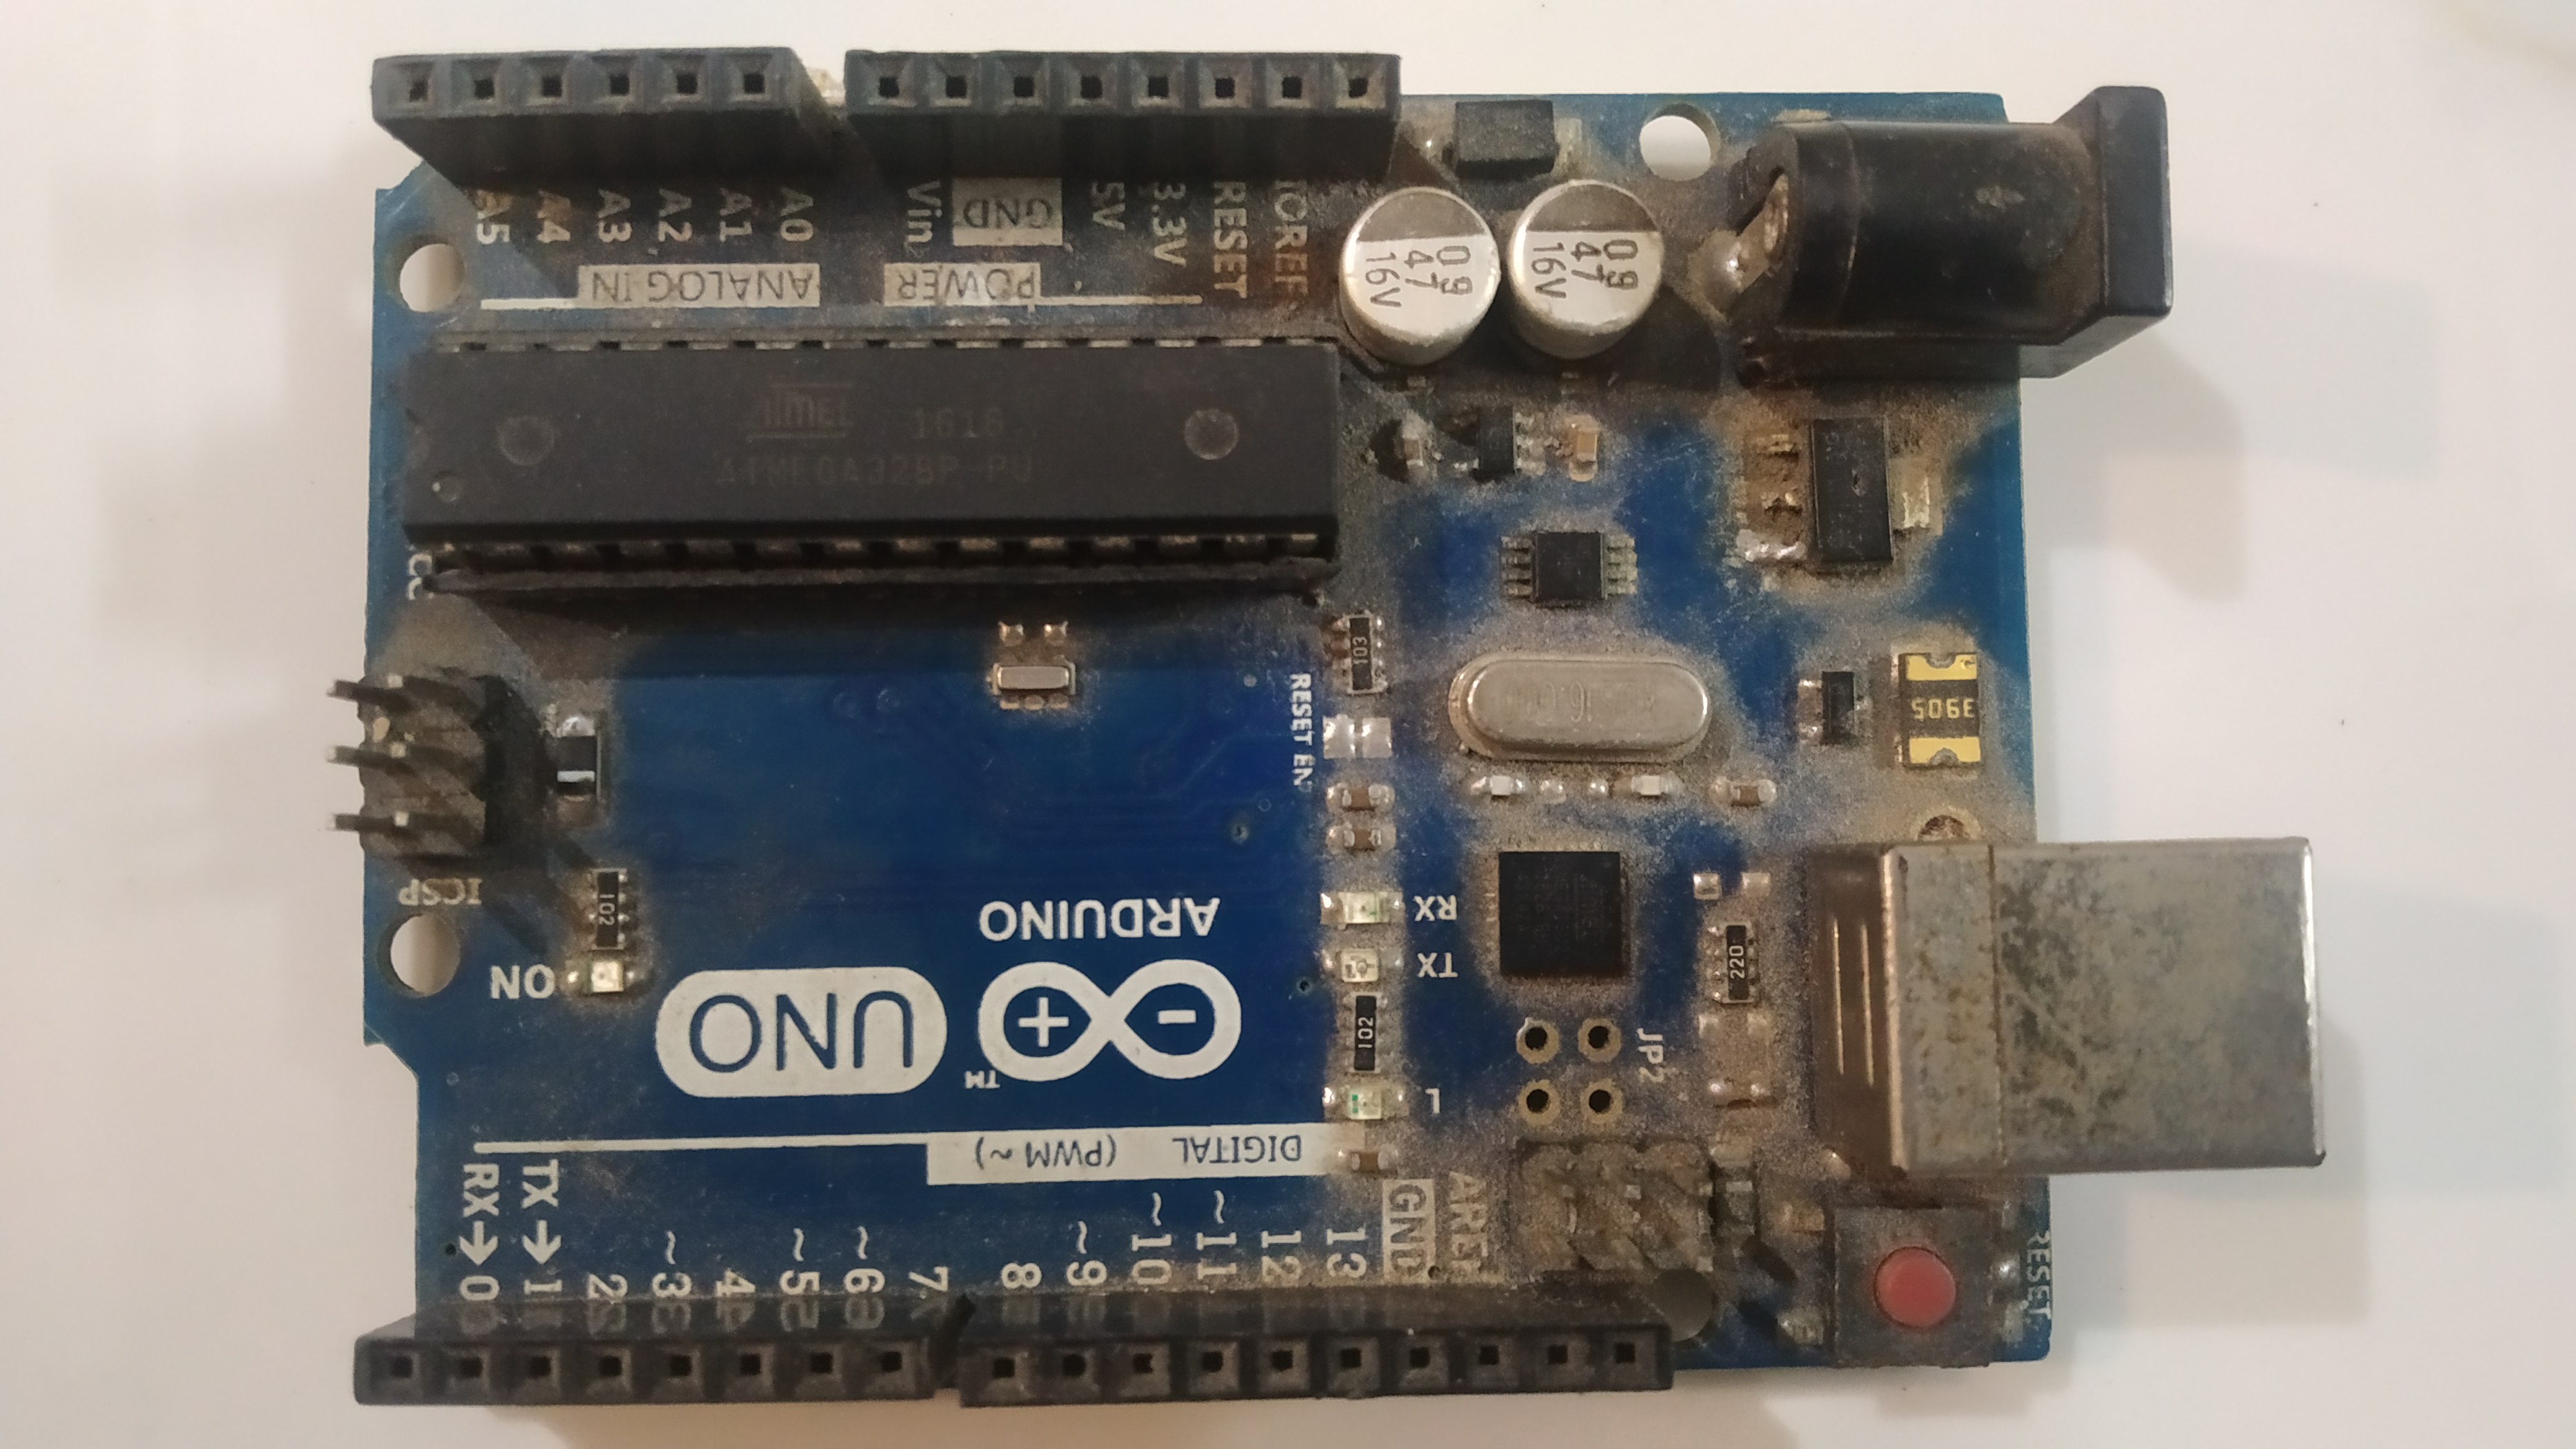 A5
A4
A3
A2
A1
A0
Vin
GND
5V
3.3V
RESET
IOREF
ANALOG IN
POWER
09
47
16V
09
47
16V
ATMEL 1616
ATMEGA328P-PU
103
RESET EN
3905
ICSP
102
ON
ARDUINO
UNO
TM
RX
TX
102
L
220
JP2
DIGITAL (PWM ~)
RX→0
TX→1
2
~3
4
~5
~6
7
8
~9
~10
~11
12
13
GND
AREF
RESET